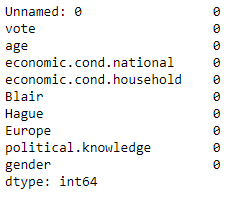 Unnamed: 0 0
vote 0
age 0
economic.cond.national 0
economic.cond.household 0
Blair 0
Hague 0
Europe 0
political.knowledge 0
gender 0
dtype: int64